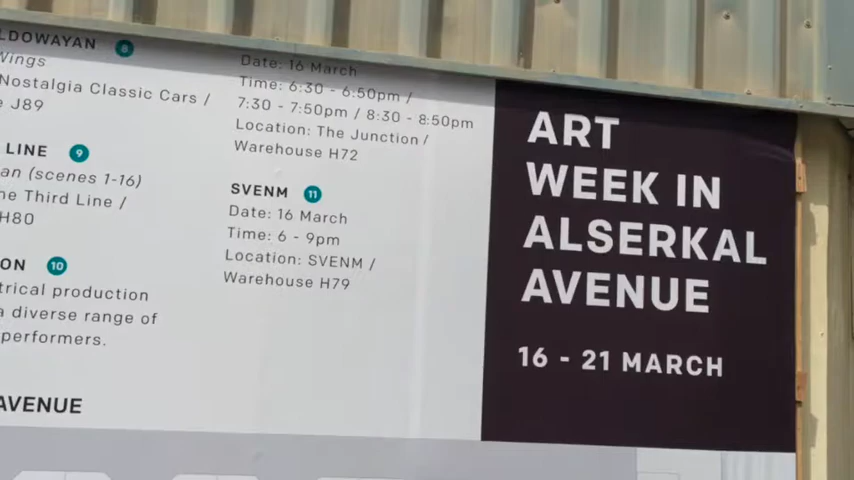 LDOWAYAN 8
Wings
Nostalgia Classic Cars /
e J89
LINE 9
an (scenes 1-16)
he Third Line /
H80
ON 10
trical production
a diverse range of
performers.
AVENUE
Date: 16 March
Time: 6:30 - 6:50pm /
7:30 - 7:50pm / 8:30 - 8:50pm
Location: The Junction /
Warehouse H72
SVENM 11
Date: 16 March
Time: 6 - 9pm
Location: SVENM /
Warehouse H79
ART
WEEK IN
ALSERKAL
AVENUE
16 - 21 MARCH